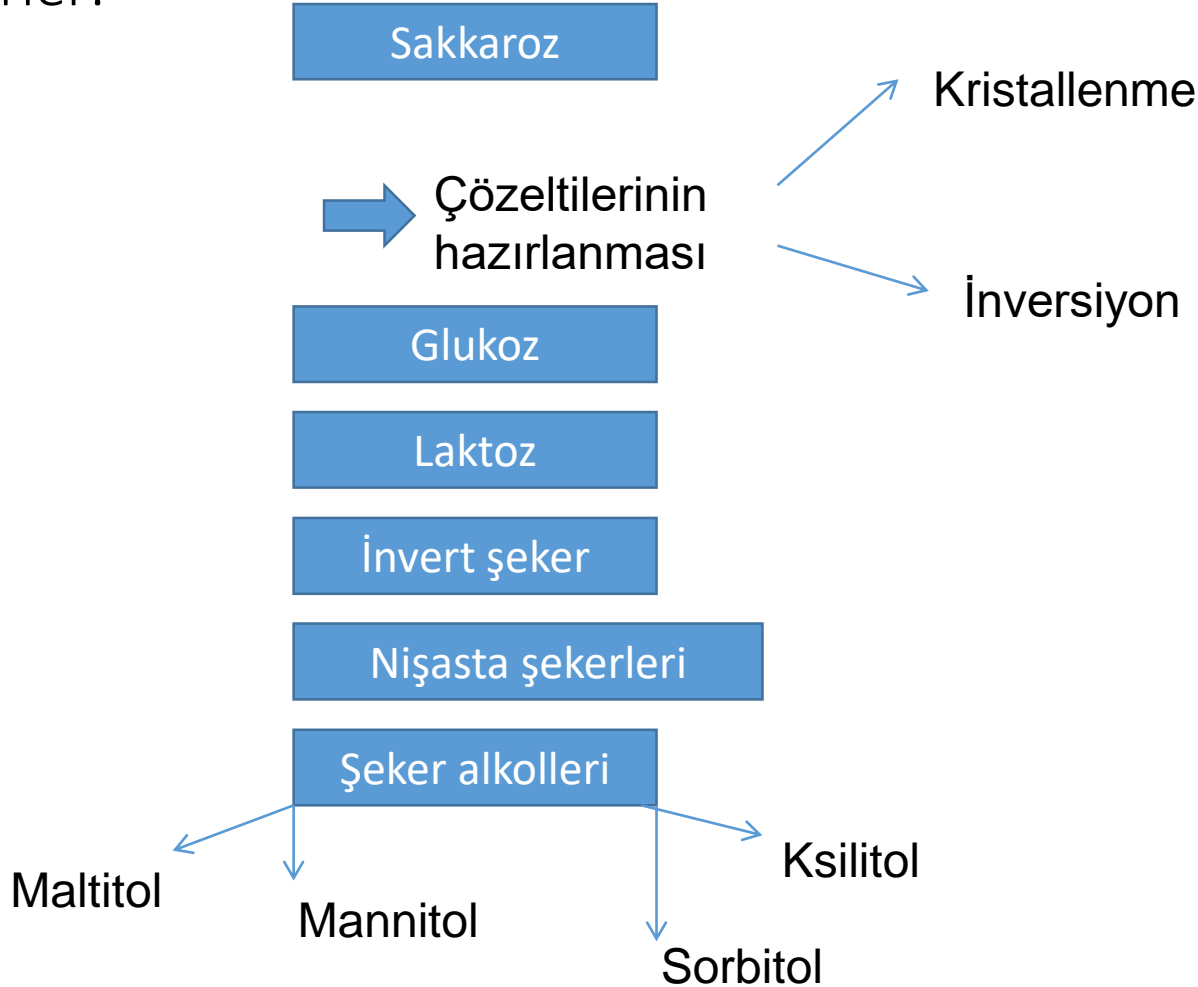 Sakkaroz
Kristallenme
Çözeltilerinin
hazırlanması
İnversiyon
Glukoz
Laktoz
İnvert şeker
Nişasta şekerleri
Şeker alkolleri
Maltitol
Mannitol
Ksilitol
Sorbitol